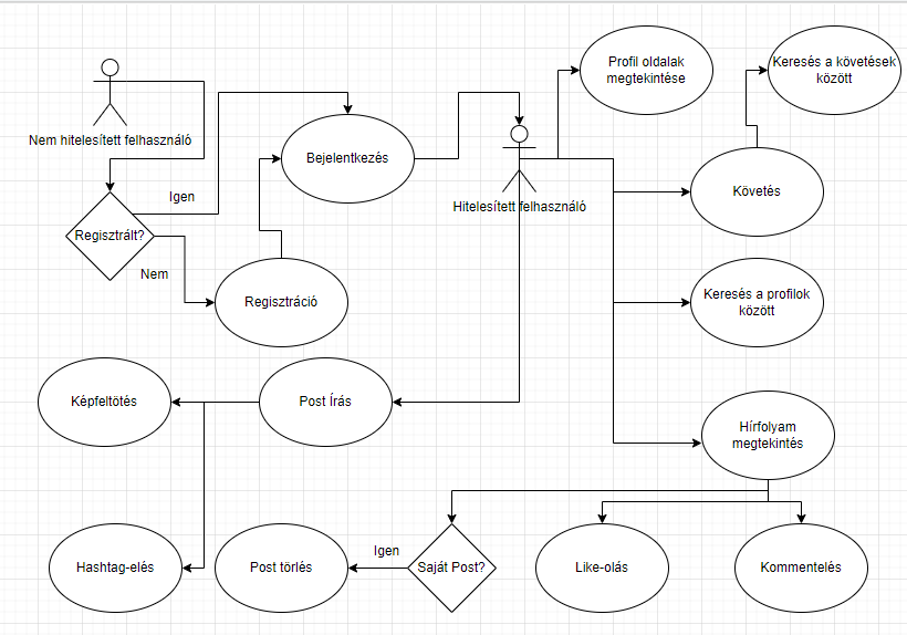 Profil oldalak
megtekintése
Keresés a követések
között
Nem hitelesített felhasználó
Bejelentkezés
Igen
Követés
Hitelesített felhasználó
Regisztrált?
Nem
Regisztráció
Keresés a profilok
között
Képfeltötés
Post Írás
Hírfolyam
megtekintés
Igen
Hashtag-elés
Post törlés
Saját Post?
Like-olás
Kommentelés